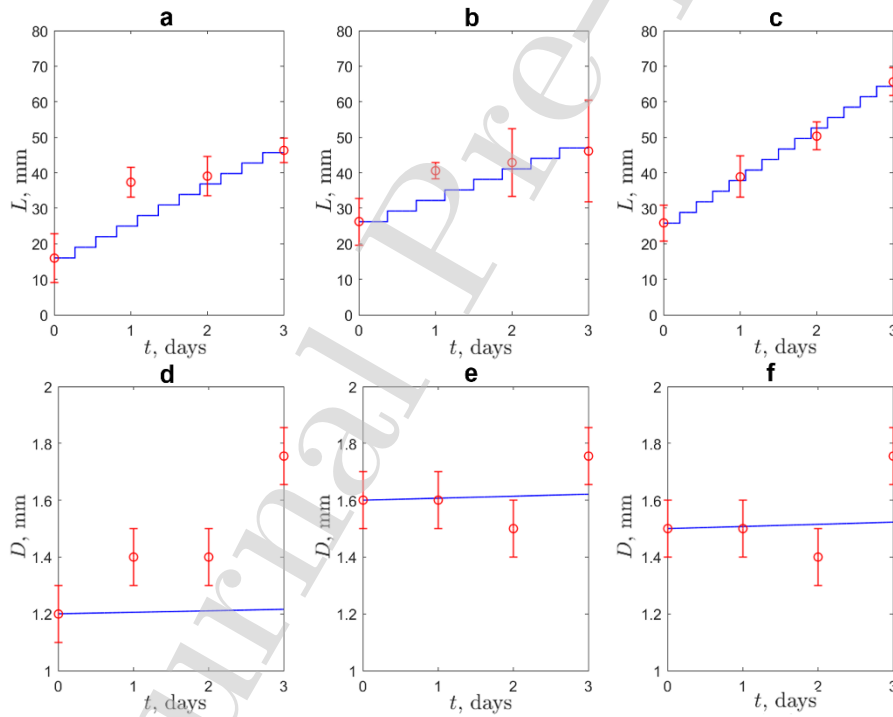 a b c
80 80 80
70 70 70
60 60 60
50 50 50
40 40 40
30 30 30
20 20 20
10 10 10
0 0 0
L, mm L, mm L, mm
0 1 2 3 0 1 2 3 0 1 2 3
t, days t, days t, days
d e f
2 2 2
1.8 1.8 1.8
1.6 1.6 1.6
1.4 1.4 1.4
1.2 1.2 1.2
1 1 1
D, mm D, mm D, mm
0 1 2 3 0 1 2 3 0 1 2 3
t, days t, days t, days
urnal Pre-